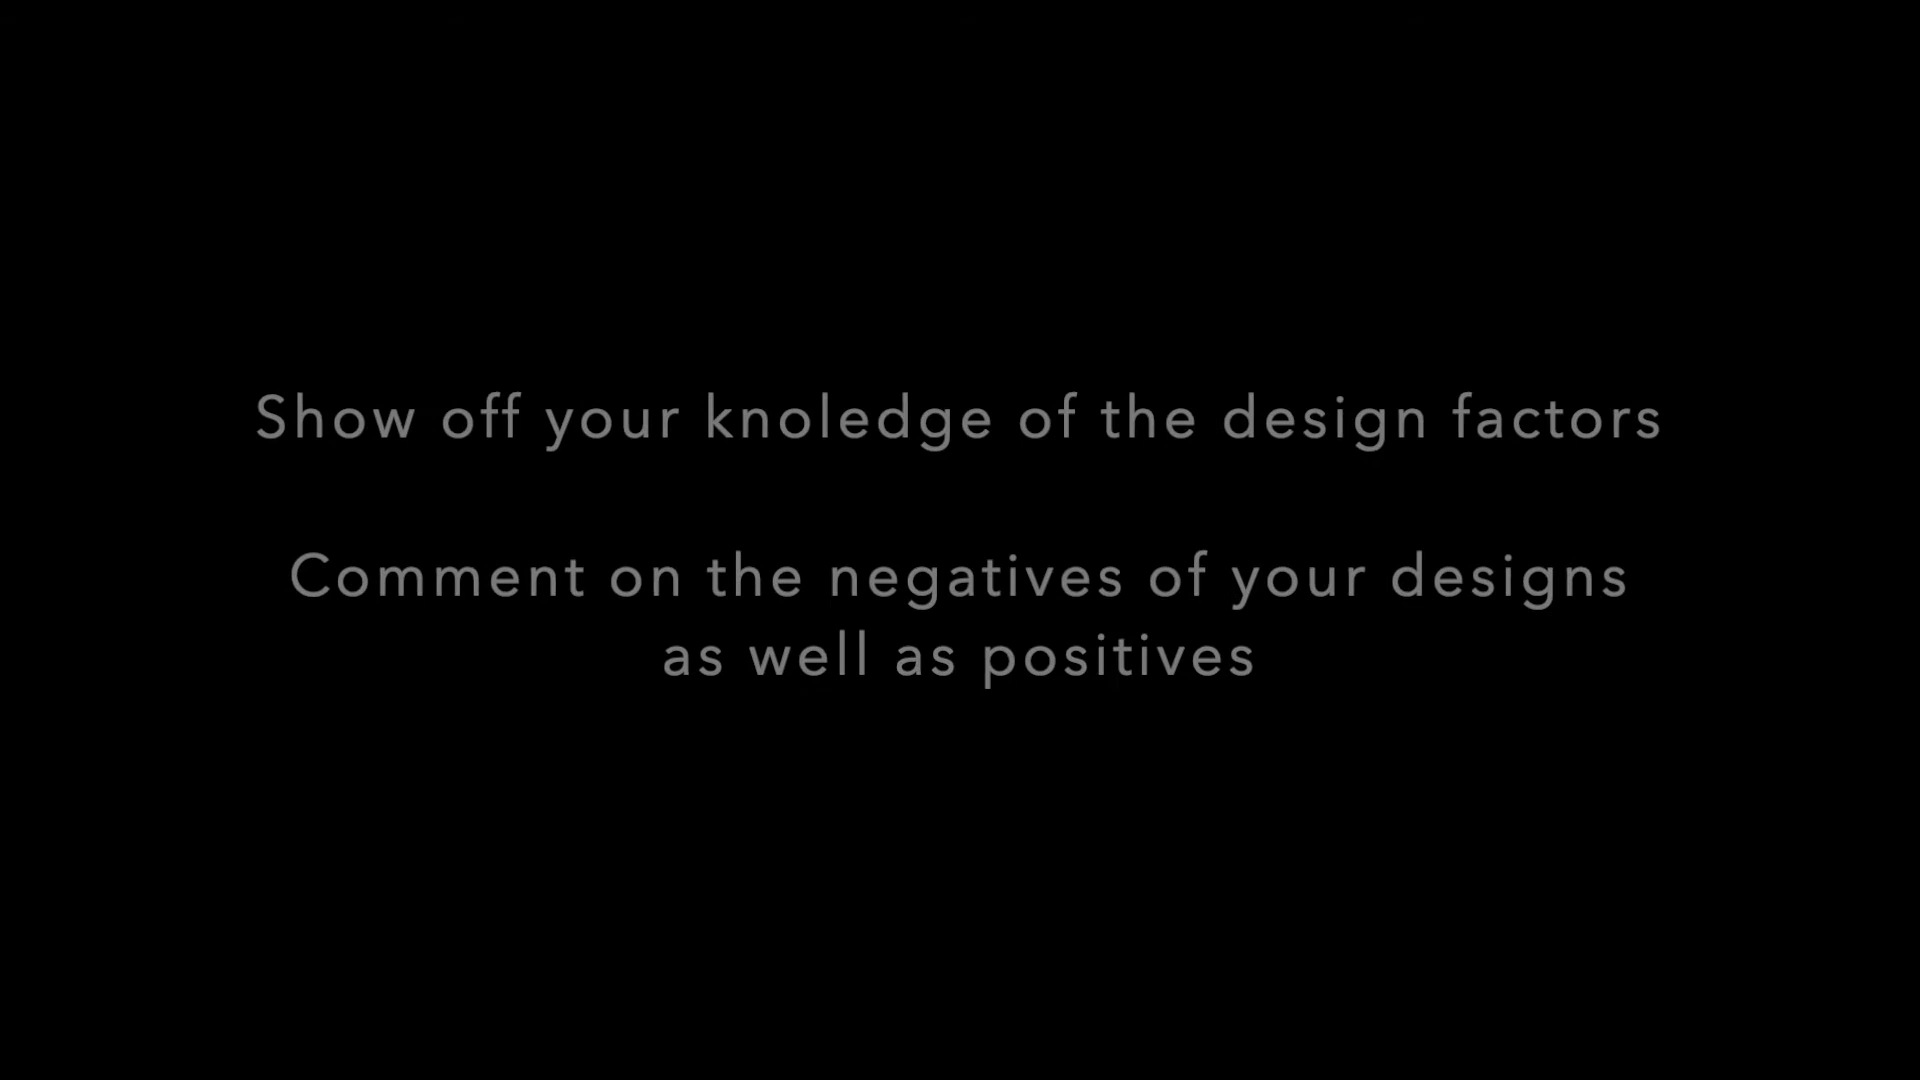 Show off your knoledge of the design factors
Comment on the negatives of your designs
as well as positives